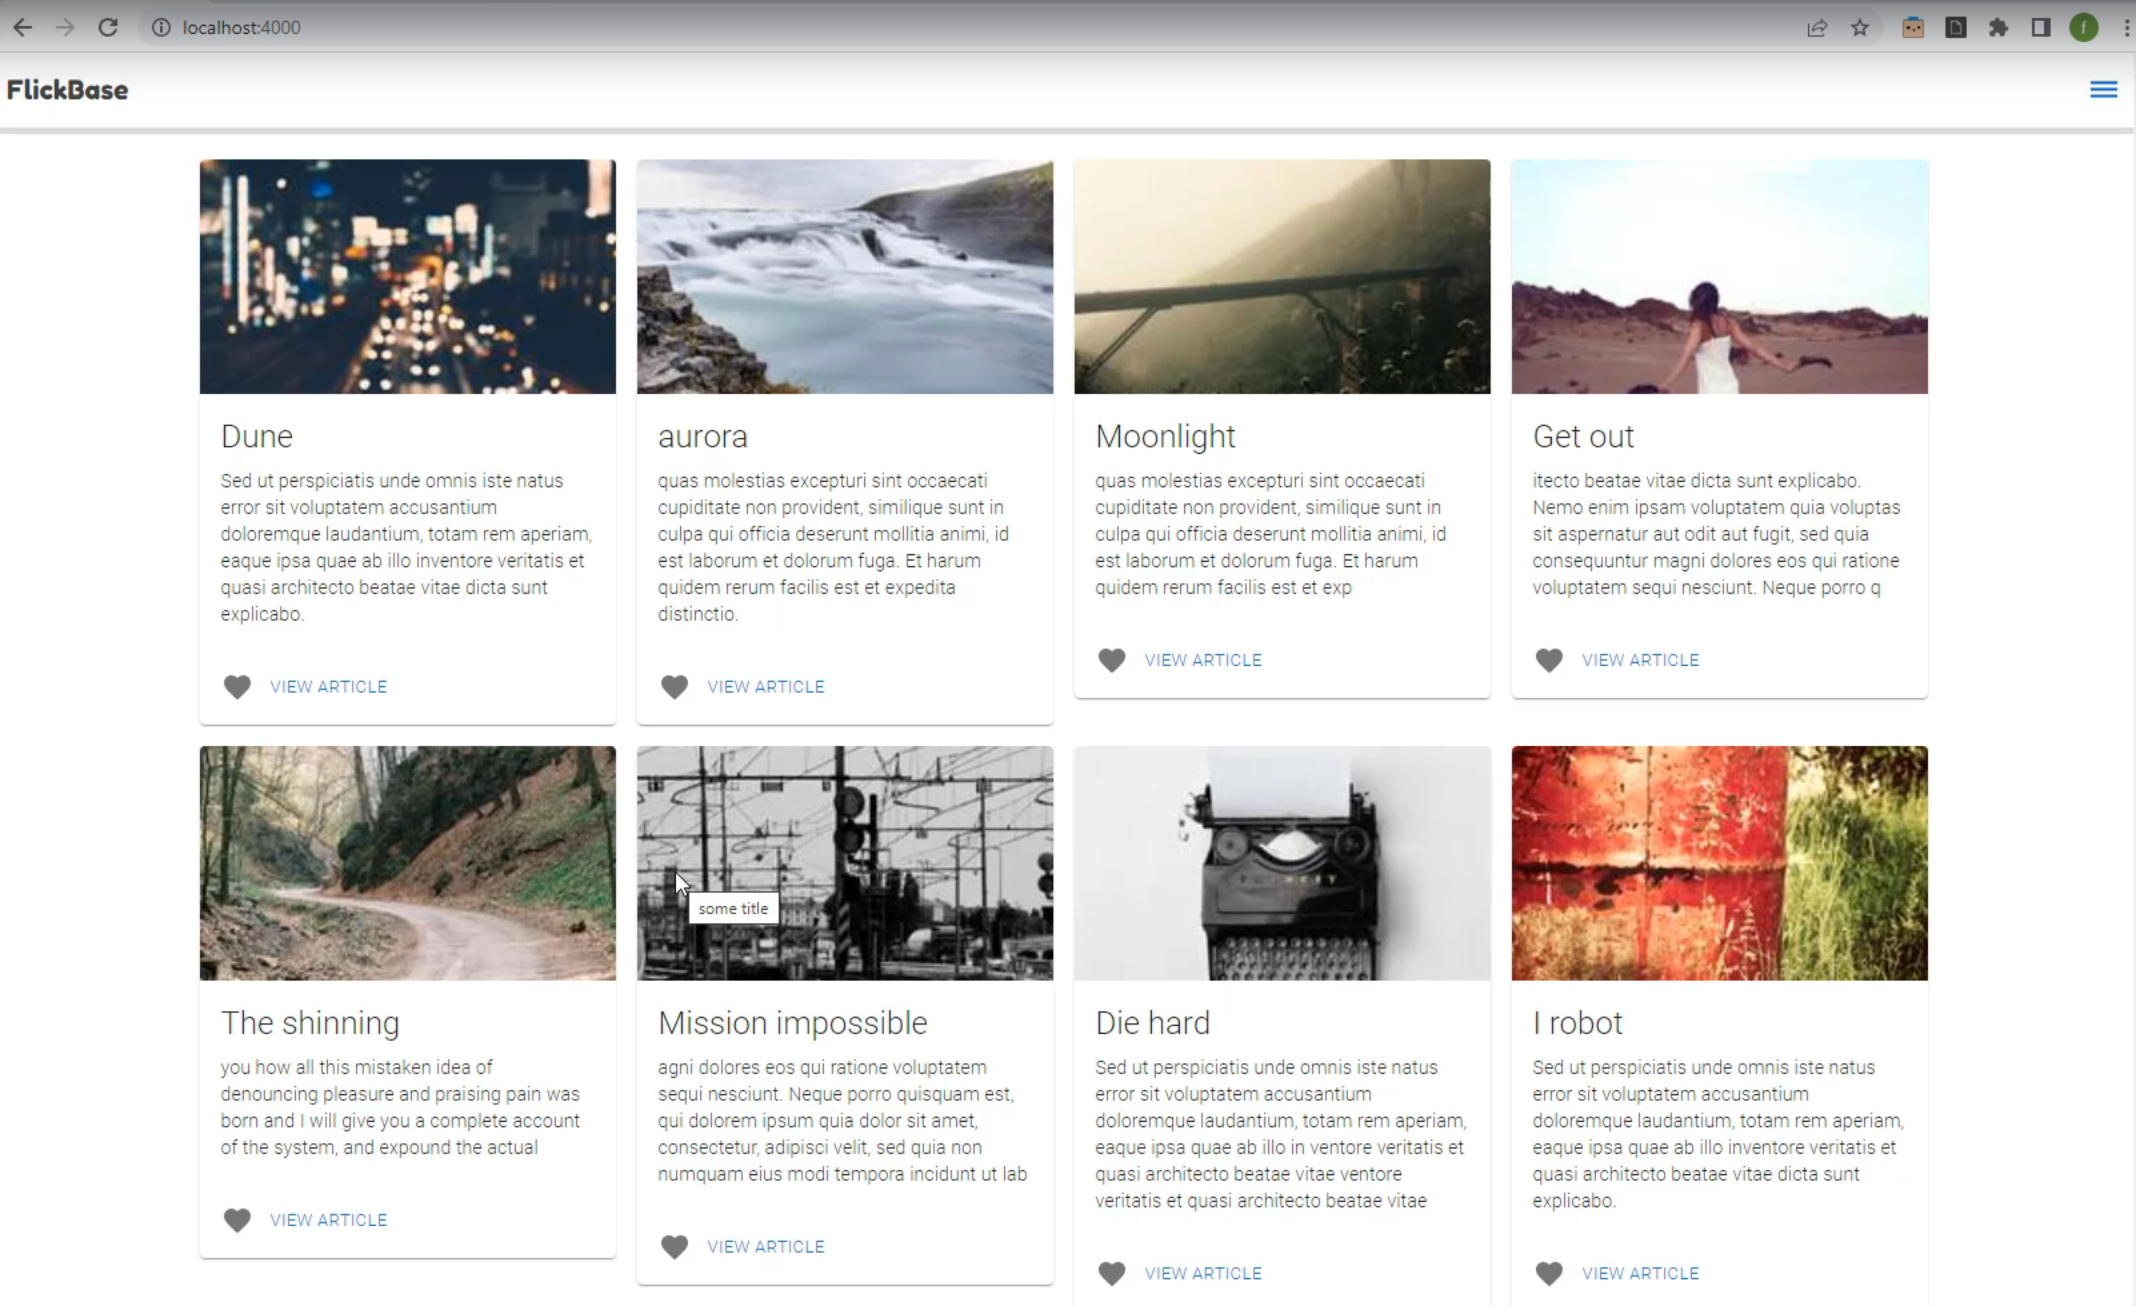 localhost:4000
f
FlickBase
Dune
Sed ut perspiciatis unde omnis iste natus
error sit voluptatem accusantium
doloremque laudantium, totam rem aperiam,
eaque ipsa quae ab illo inventore veritatis et
quasi architecto beatae vitae dicta sunt
explicabo.
VIEW ARTICLE
aurora
quas molestias excepturi sint occaecati
cupiditate non provident, similique sunt in
culpa qui officia deserunt mollitia animi, id
est laborum et dolorum fuga. Et harum
quidem rerum facilis est et expedita
distinctio.
VIEW ARTICLE
Moonlight
quas molestias excepturi sint occaecati
cupiditate non provident, similique sunt in
culpa qui officia deserunt mollitia animi, id
est laborum et dolorum fuga. Et harum
quidem rerum facilis est et exp
VIEW ARTICLE
Get out
itecto beatae vitae dicta sunt explicabo.
Nemo enim ipsam voluptatem quia voluptas
sit aspernatur aut odit aut fugit, sed quia
consequuntur magni dolores eos qui ratione
voluptatem sequi nesciunt. Neque porro q
VIEW ARTICLE
The shinning
you how all this mistaken idea of
denouncing pleasure and praising pain was
born and I will give you a complete account
of the system, and expound the actual
VIEW ARTICLE
some title
Mission impossible
agni dolores eos qui ratione voluptatem
sequi nesciunt. Neque porro quisquam est,
qui dolorem ipsum quia dolor sit amet,
consectetur, adipisci velit, sed quia non
numquam eius modi tempora incidunt ut lab
VIEW ARTICLE
Die hard
Sed ut perspiciatis unde omnis iste natus
error sit voluptatem accusantium
doloremque laudantium, totam rem aperiam,
eaque ipsa quae ab illo in ventore veritatis et
quasi architecto beatae vitae ventore
veritatis et quasi architecto beatae vitae
VIEW ARTICLE
I robot
Sed ut perspiciatis unde omnis iste natus
error sit voluptatem accusantium
doloremque laudantium, totam rem aperiam,
eaque ipsa quae ab illo inventore veritatis et
quasi architecto beatae vitae dicta sunt
explicabo.
VIEW ARTICLE